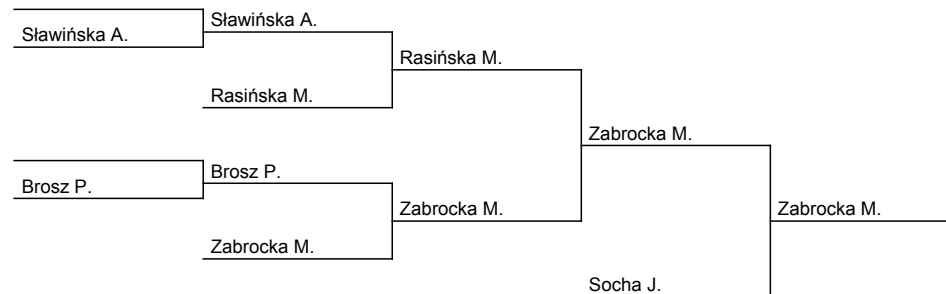 Sławińska A.
Sławińska A.
Rasińska M.
Rasińska M.
Zabrocka M.
Brosz P.
Brosz P.
Zabrocka M.
Zabrocka M.
Zabrocka M.
Socha J.